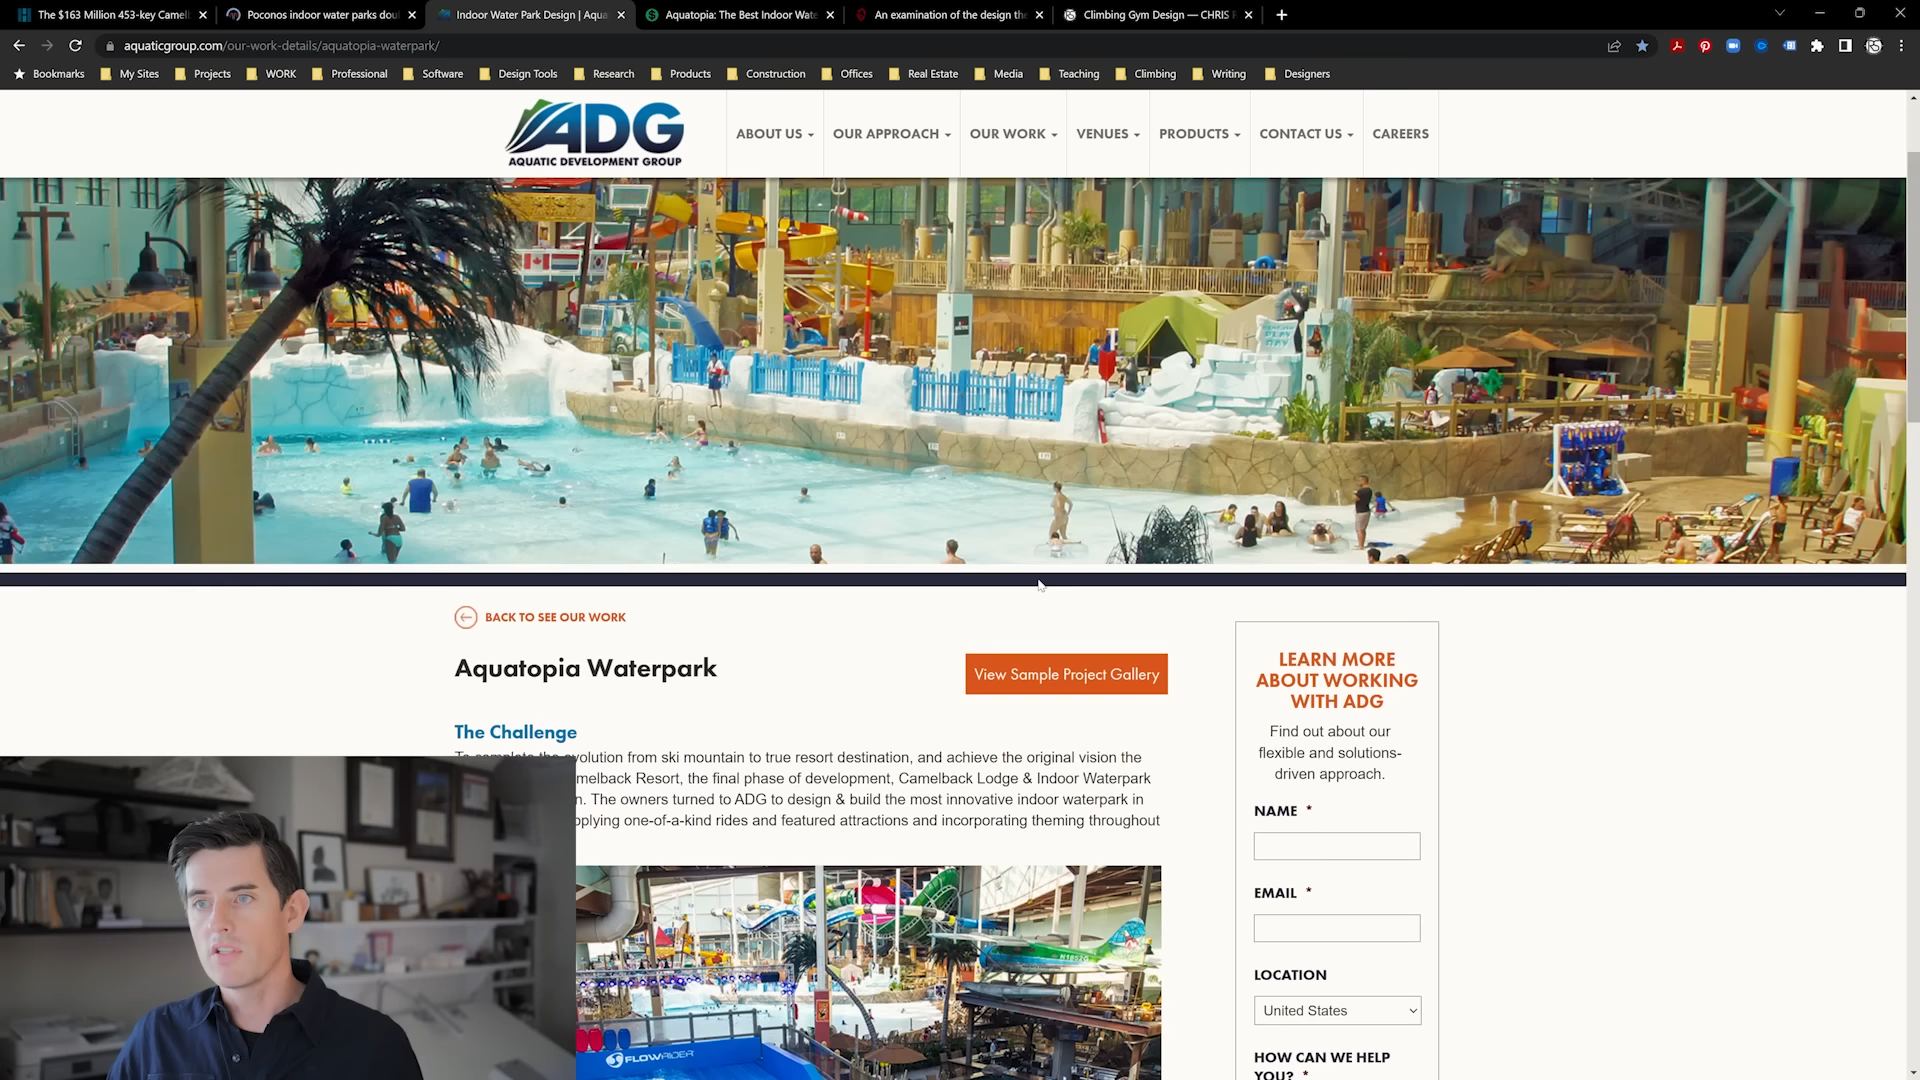 The $163 Million 453-key Camel
Poconos indoor water parks doul
Indoor Water Park Design | Aqua
Aquatopia: The Best Indoor Wate
An examination of the design the
Climbing Gym Design — CHRIS
aquaticgroup.com/our-work-details/aquatopia-waterpark/
Bookmarks My Sites Projects WORK Professional Software Design Tools Research Products Construction Offices Real Estate Media Teaching Climbing Writing Designers
ADG
AQUATIC DEVELOPMENT GROUP
ABOUT US OUR APPROACH OUR WORK VENUES PRODUCTS CONTACT US CAREERS
BACK TO SEE OUR WORK
Aquatopia Waterpark
View Sample Project Gallery
The Challenge
To complete the evolution from ski mountain to true resort destination, and achieve the original vision the
melback Resort, the final phase of development, Camelback Lodge & Indoor Waterpark
n. The owners turned to ADG to design & build the most innovative indoor waterpark in
pplying one-of-a-kind rides and featured attractions and incorporating theming throughout
FLOWRIDER
N1852G
LEARN MORE
ABOUT WORKING
WITH ADG
Find out about our
flexible and solutions-
driven approach.
NAME *
EMAIL *
LOCATION
United States
HOW CAN WE HELP
YOU? *